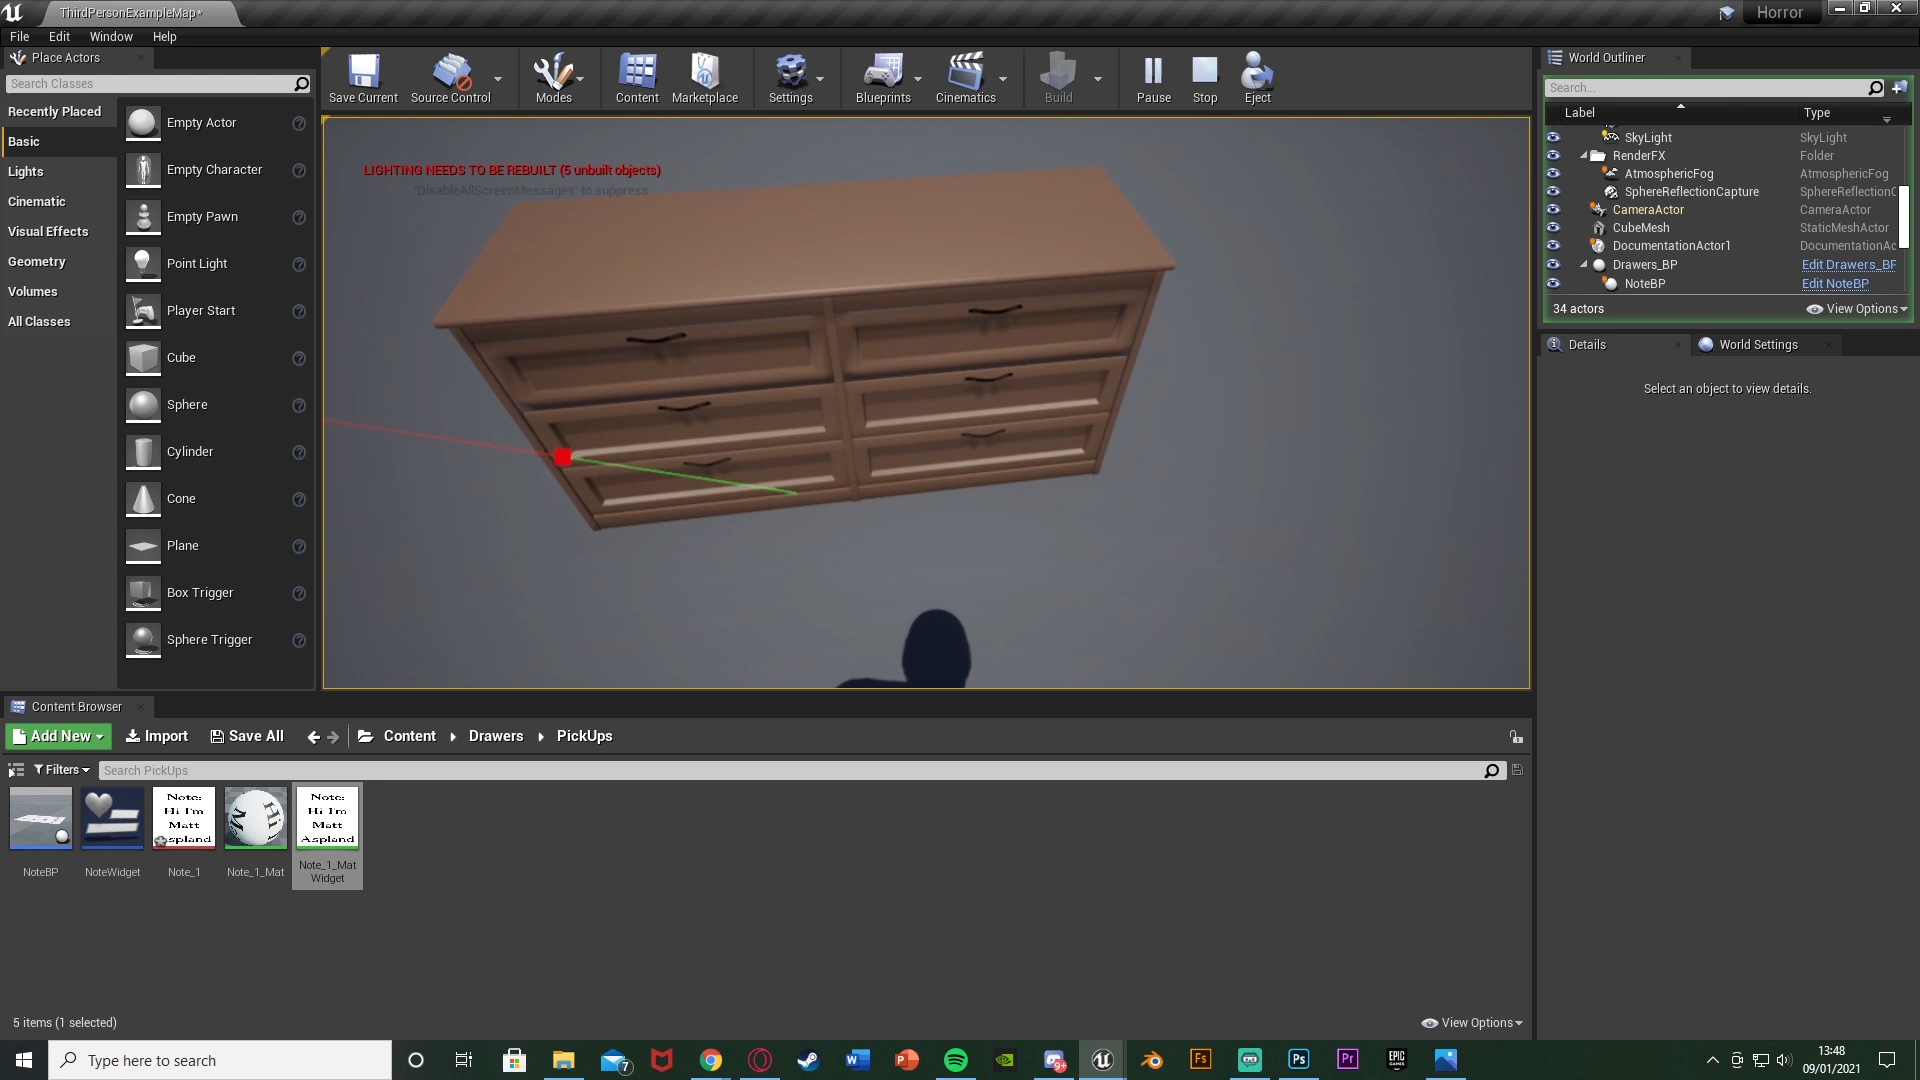 ThirdPersonExampleMap*
Horror
File Edit Window Help
Place Actors
Search Classes
Recently Placed
Basic
Lights
Cinematic
Visual Effects
Geometry
Volumes
All Classes
Empty Actor
Empty Character
Empty Pawn
Point Light
Player Start
Cube
Sphere
Cylinder
Cone
Plane
Box Trigger
Sphere Trigger
Save Current Source Control Modes Content Marketplace Settings Blueprints Cinematics Build Pause Stop Eject
LIGHTING NEEDS TO BE REBUILT (5 unbuilt objects)
'DisableAllScreenMessages' to suppress
World Outliner
Search...
Label Type
SkyLight SkyLight
RenderFX Folder
AtmosphericFog AtmosphericFog
SphereReflectionCapture SphereReflectionC
CameraActor CameraActor
CubeMesh StaticMeshActor
DocumentationActor1 DocumentationAc
Drawers_BP Edit Drawers_BP
NoteBP Edit NoteBP
34 actors View Options
Details World Settings
Select an object to view details.
Content Browser
Add New Import Save All Content Drawers PickUps
Filters Search PickUps
Note:
Hi I'm
Matt
Aspland
Note:
Hi I'm
Matt
Aspland
NoteBP NoteWidget Note_1 Note_1_Mat Note_1_Mat
Widget
5 items (1 selected) View Options
Type here to search
7
9+
Fs
Ps
Pr
EPIC
GAMES
13:48
09/01/2021